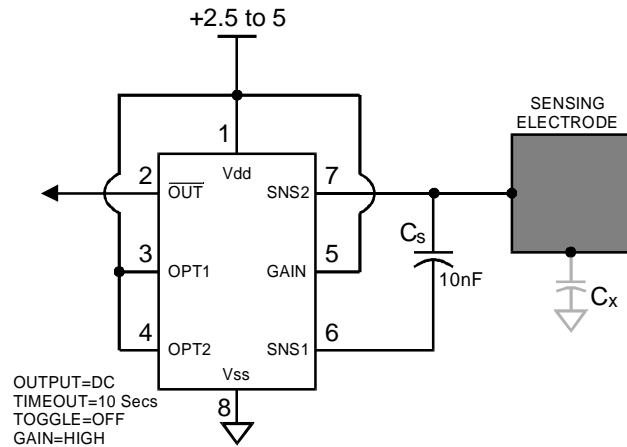 +2.5 to 5
SENSING
ELECTRODE
1
Vdd
2
OUT
SNS2
7
3
OPT1
GAIN
5
Cs
10nF
Cx
4
OPT2
SNS1
6
Vss
8
OUTPUT=DC
TIMEOUT=10 Secs
TOGGLE=OFF
GAIN=HIGH